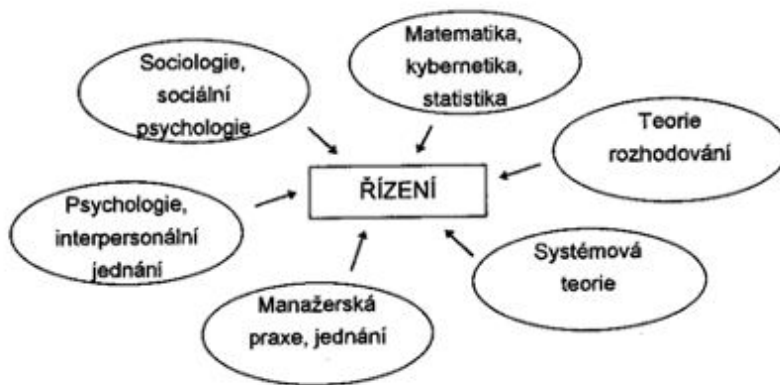 Sociologie,
sociální
psychologie
Matematika,
kybernetika,
statistika
Teorie
rozhodování
ŘÍZENÍ
Psychologie,
interpersonální
jednání
Systémová
teorie
Manažerská
praxe, jednání